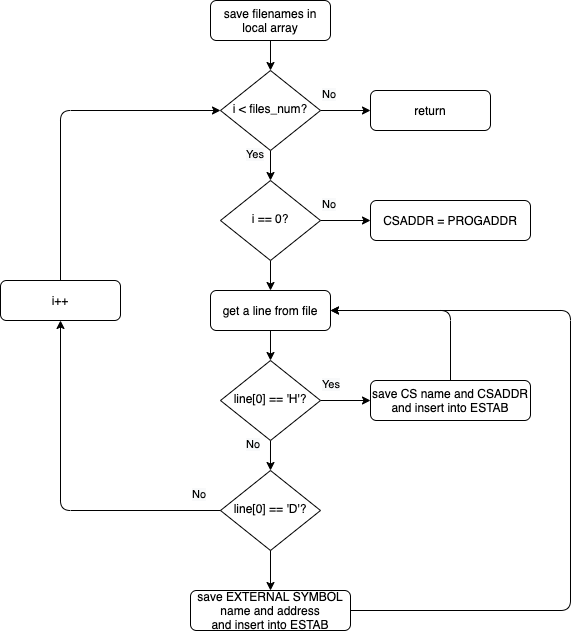 save filenames in
local array
i < files_num?
No
return
Yes
i == 0?
No
CSADDR = PROGADDR
i++
get a line from file
line[0] == 'H'?
Yes
save CS name and CSADDR
and insert into ESTAB
No
line[0] == 'D'?
No
save EXTERNAL SYMBOL
name and address
and insert into ESTAB